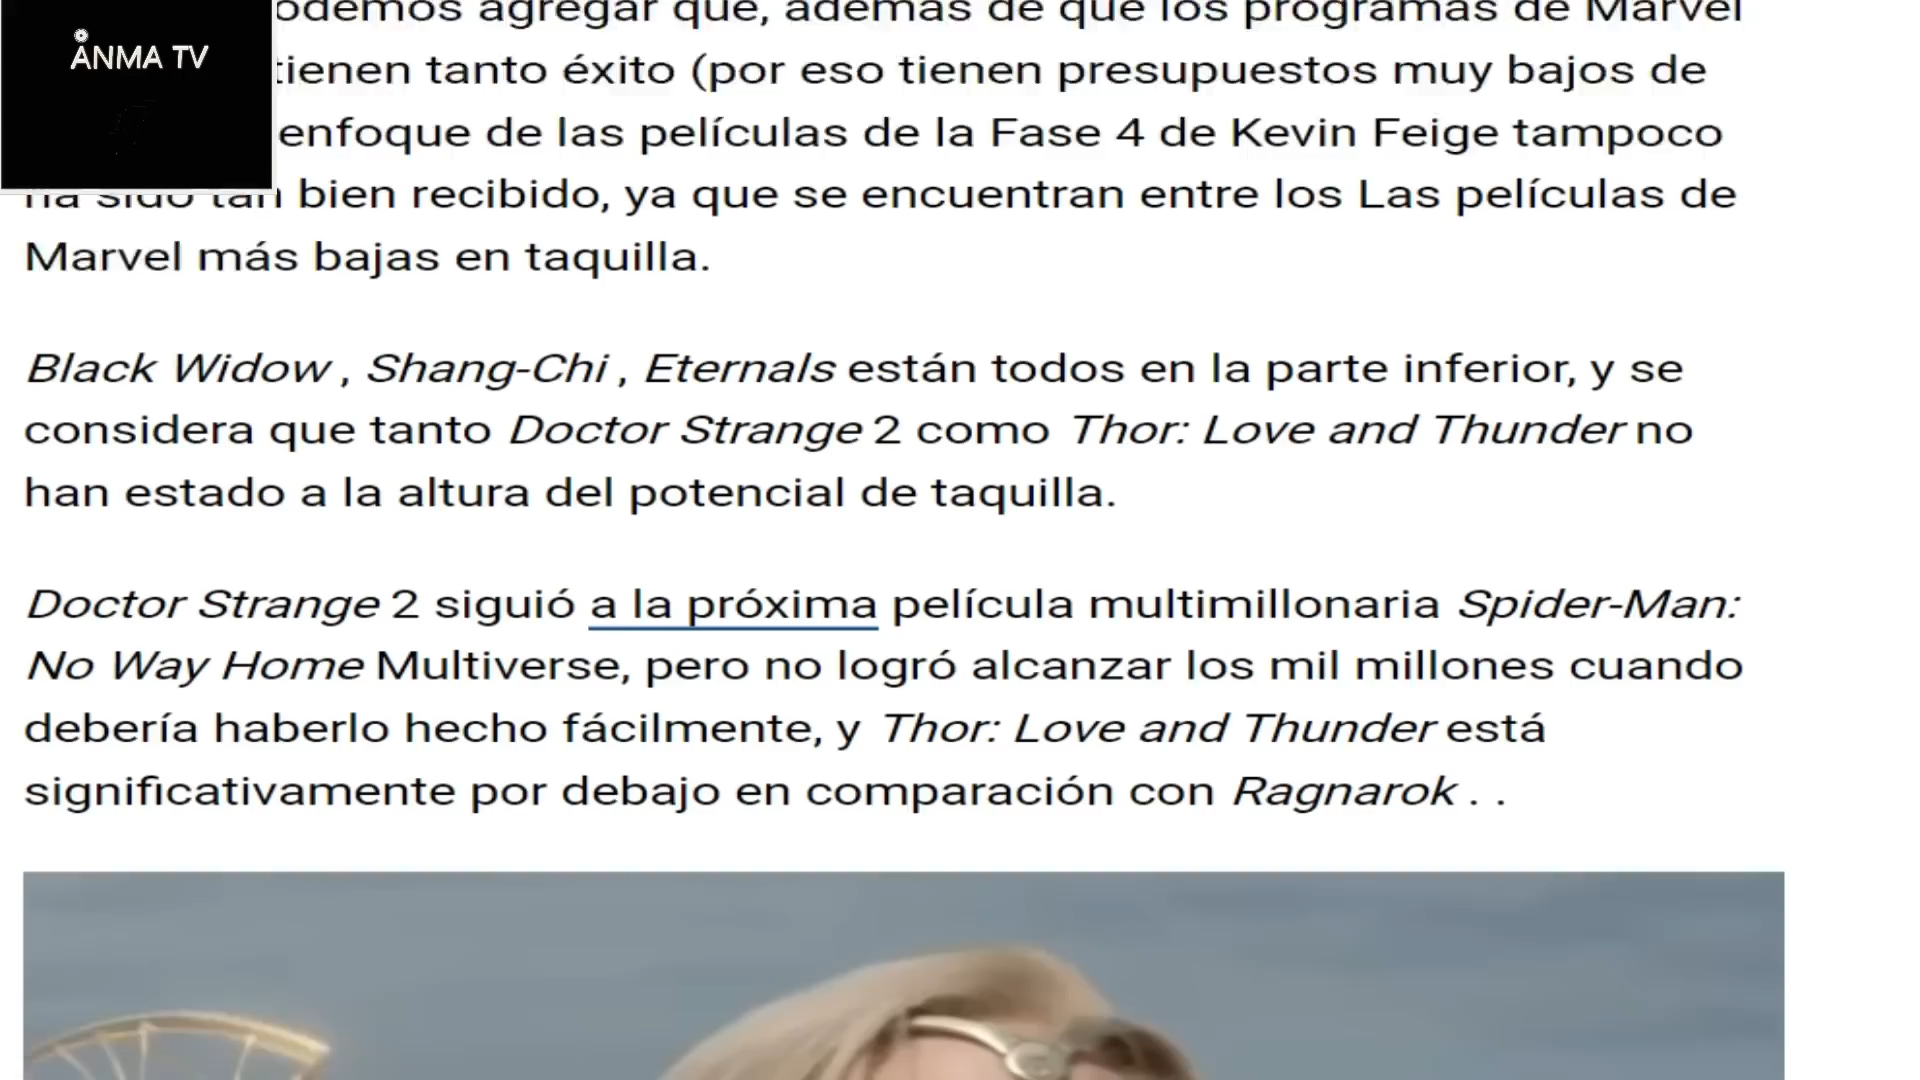 ANMA TV
odemos agregar que, además de que los programas de Marvel
tienen tanto éxito (por eso tienen presupuestos muy bajos de
enfoque de las películas de la Fase 4 de Kevin Feige tampoco
ha sido tan bien recibido, ya que se encuentran entre los Las películas de
Marvel más bajas en taquilla.
Black Widow , Shang-Chi , Eternals están todos en la parte inferior, y se
considera que tanto Doctor Strange 2 como Thor: Love and Thunder no
han estado a la altura del potencial de taquilla.
Doctor Strange 2 siguió a la próxima película multimillonaria Spider-Man:
No Way Home Multiverse, pero no logró alcanzar los mil millones cuando
debería haberlo hecho fácilmente, y Thor: Love and Thunder está
significativamente por debajo en comparación con Ragnarok . .